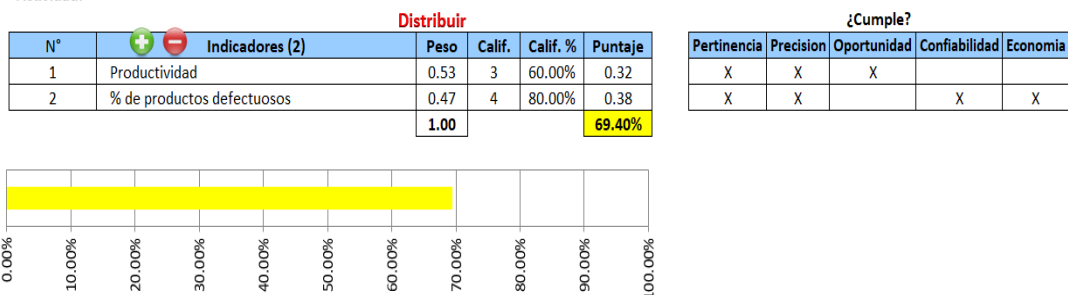 Distribuir ¿Cumple?
N° Indicadores (2) Peso Calif. Calif. % Puntaje Pertinencia Precision Oportunidad Confiabilidad Economia
1 Productividad 0.53 3 60.00% 0.32 X X X
2 % de productos defectuosos 0.47 4 80.00% 0.38 X X X X
1.00 69.40%
0.00% 10.00% 20.00% 30.00% 40.00% 50.00% 60.00% 70.00% 80.00% 90.00% 100.00%